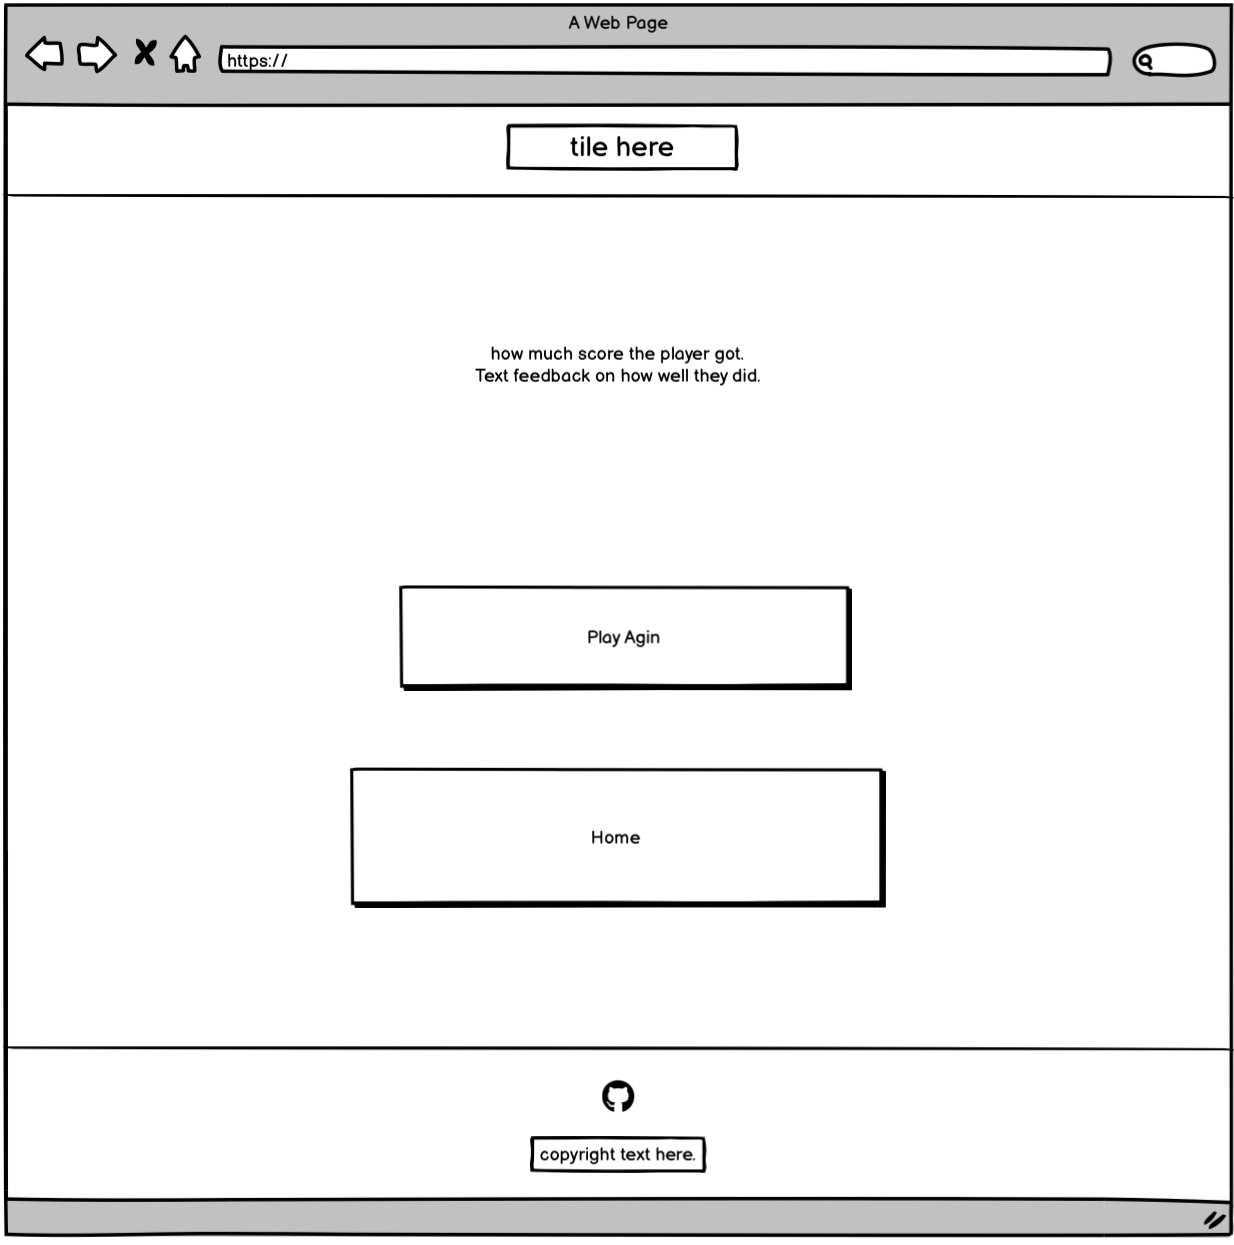 A Web Page
https://
tile here
how much score the player got.
Text feedback on how well they did.
Play Agin
Home
copyright text here.